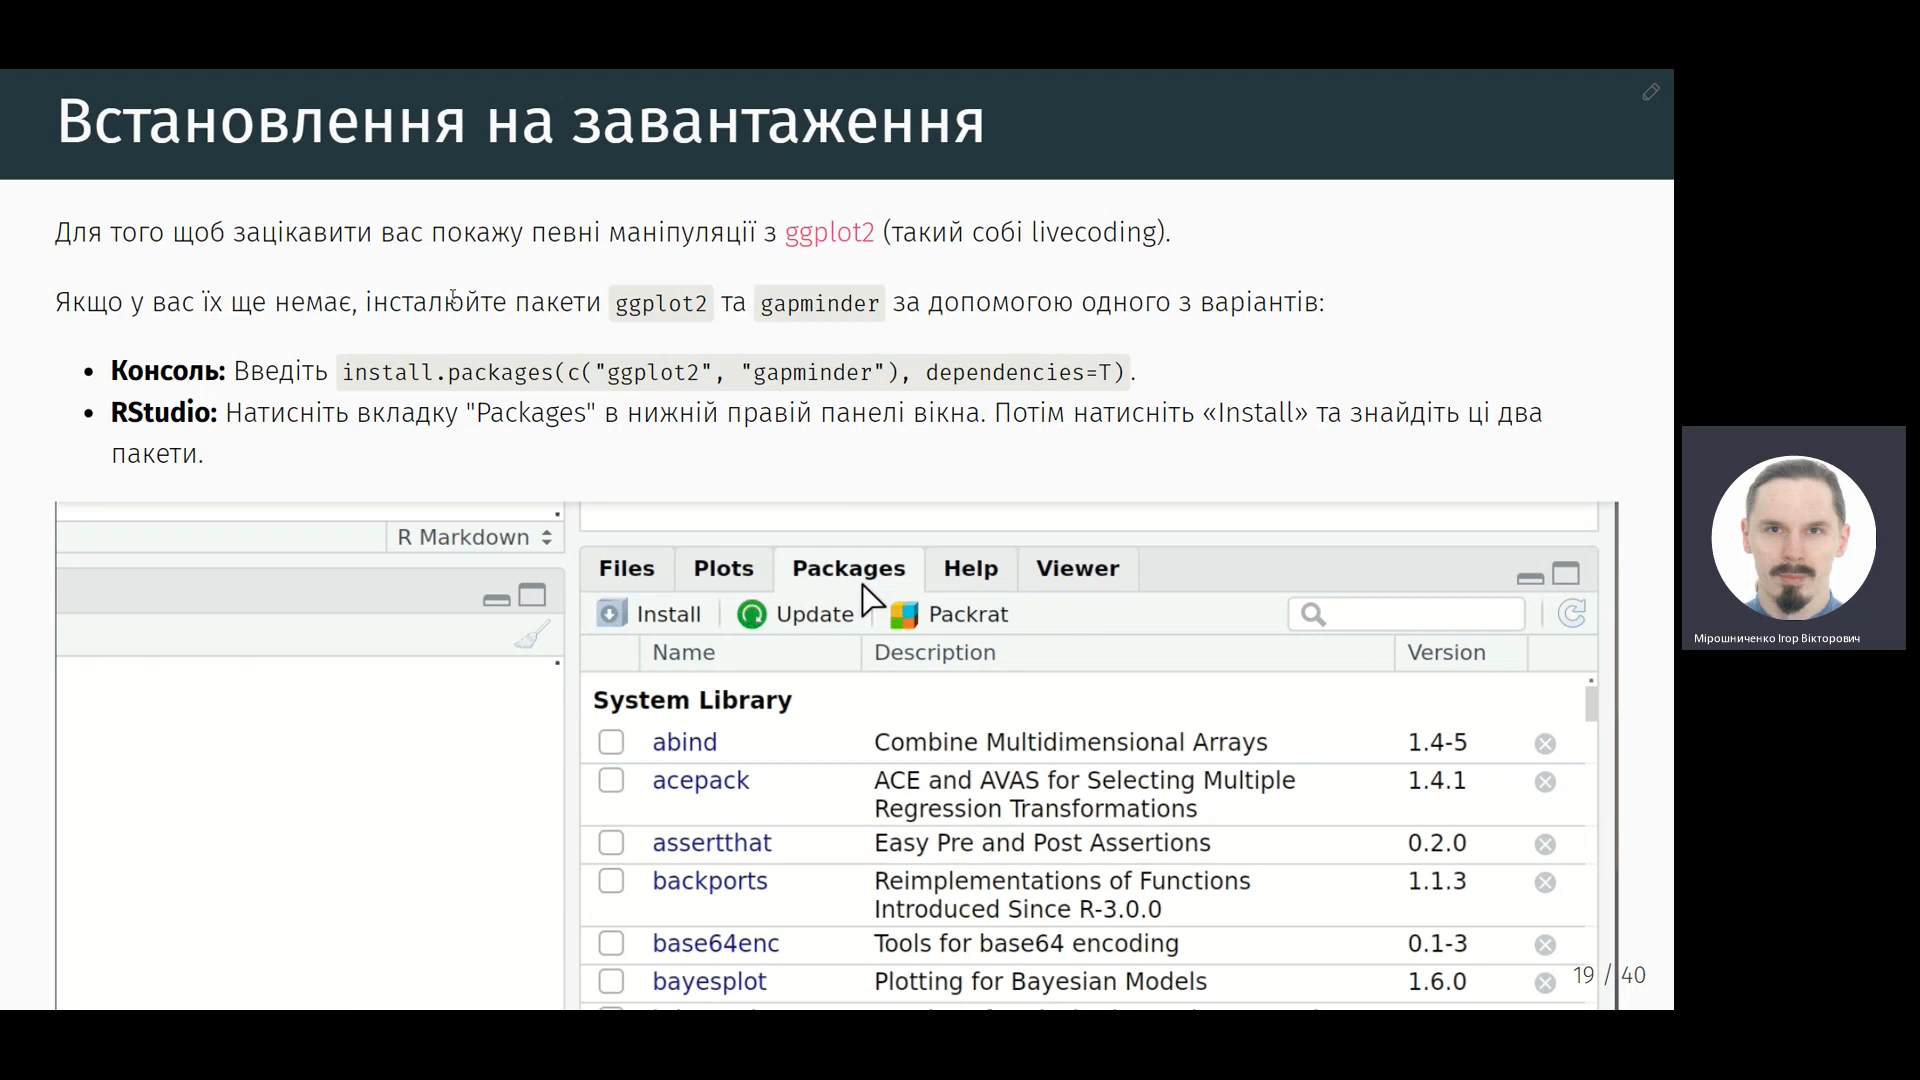 Встановлення на завантаження
Для того щоб зацікавити вас покажу певні маніпуляції з ggplot2 (такий собі livecoding).
Якщо у вас їх ще немає, інсталюйте пакети ggplot2 та gapminder за допомогою одного з варіантів:
• Консоль: Введіть install.packages(c("ggplot2", "gapminder"), dependencies=T).
• RStudio: Натисніть вкладку "Packages" в нижній правій панелі вікна. Потім натисніть «Install» та знайдіть ці два
пакети.
R Markdown
Files Plots Packages Help Viewer
Install Update Packrat
Name Description Version
System Library
abind Combine Multidimensional Arrays 1.4-5
acepack ACE and AVAS for Selecting Multiple 1.4.1
Regression Transformations
assertthat Easy Pre and Post Assertions 0.2.0
backports Reimplementations of Functions 1.1.3
Introduced Since R-3.0.0
base64enc Tools for base64 encoding 0.1-3
bayesplot Plotting for Bayesian Models 1.6.0
19 / 40
Мірошниченко Ігор Вікторович